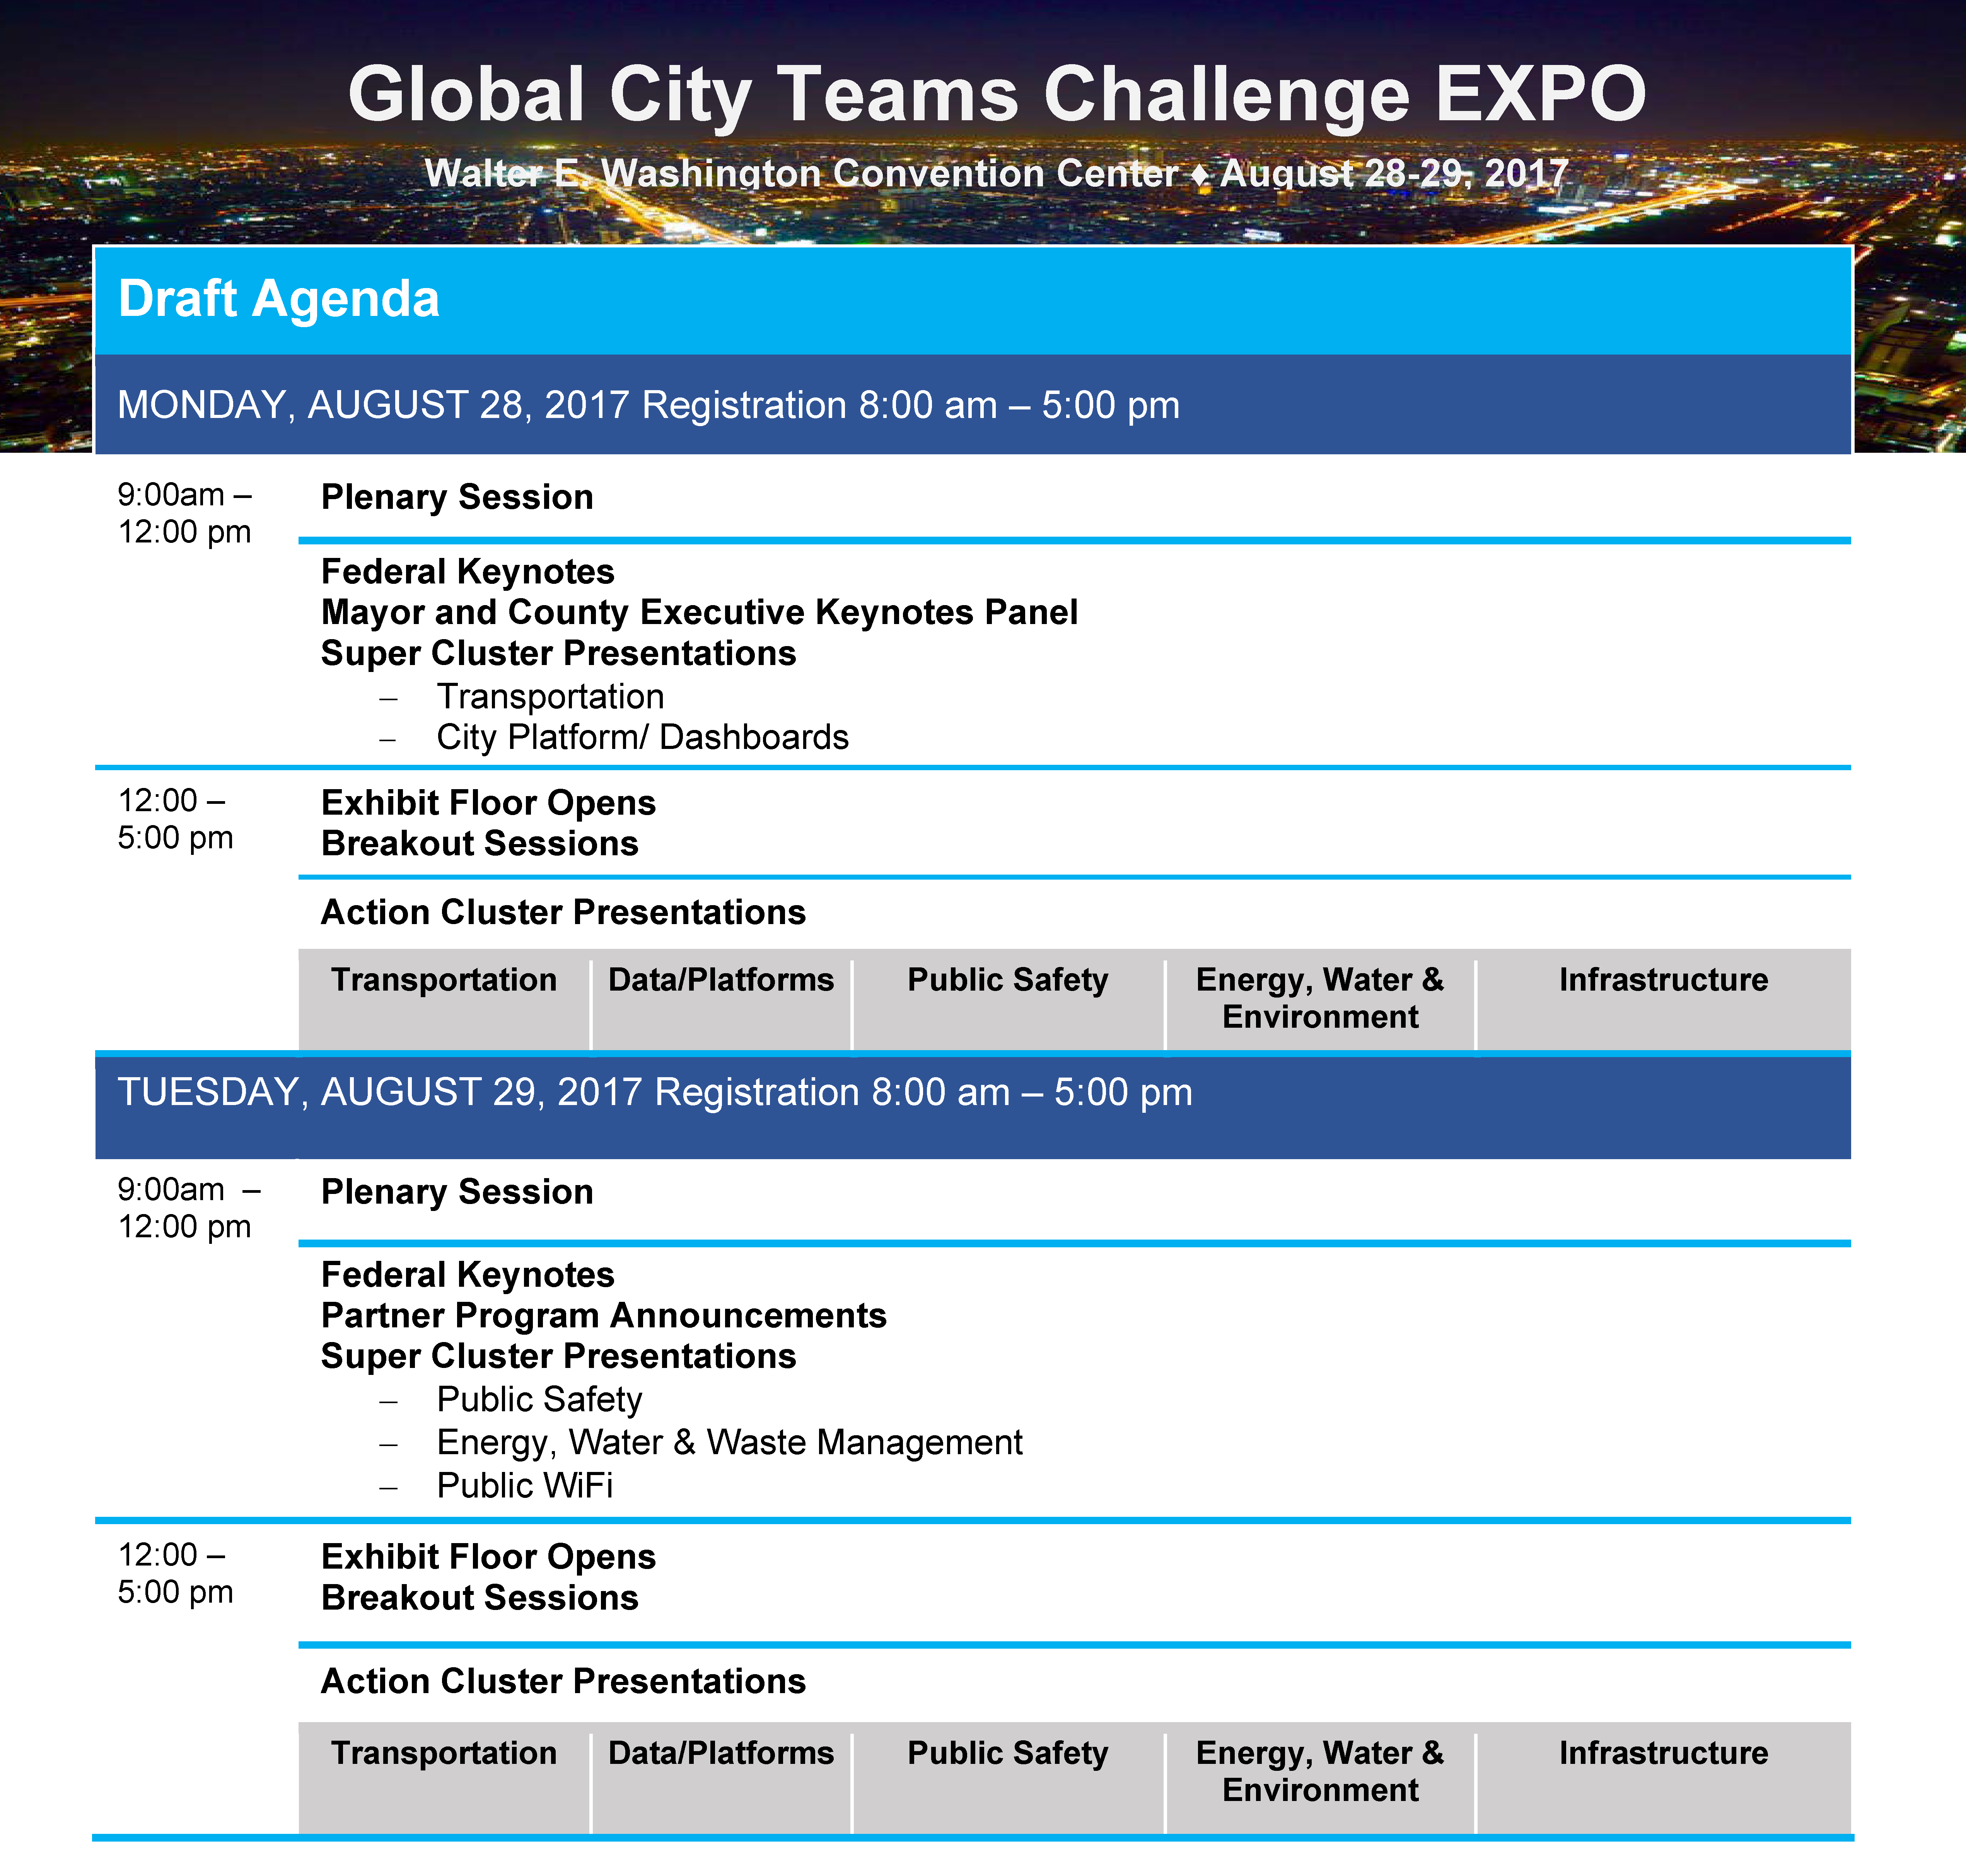 Global City Teams Challenge EXPO
Walter E. Washington Convention Center ♦ August 28-29, 2017
Draft Agenda
MONDAY, AUGUST 28, 2017 Registration 8:00 am – 5:00 pm
9:00am –
12:00 pm
Plenary Session
Federal Keynotes
Mayor and County Executive Keynotes Panel
Super Cluster Presentations
– Transportation
– City Platform/ Dashboards
12:00 –
5:00 pm
Exhibit Floor Opens
Breakout Sessions
Action Cluster Presentations
Transportation
Data/Platforms
Public Safety
Energy, Water &
Environment
Infrastructure
TUESDAY, AUGUST 29, 2017 Registration 8:00 am – 5:00 pm
9:00am –
12:00 pm
Plenary Session
Federal Keynotes
Partner Program Announcements
Super Cluster Presentations
– Public Safety
– Energy, Water & Waste Management
– Public WiFi
12:00 –
5:00 pm
Exhibit Floor Opens
Breakout Sessions
Action Cluster Presentations
Transportation
Data/Platforms
Public Safety
Energy, Water &
Environment
Infrastructure